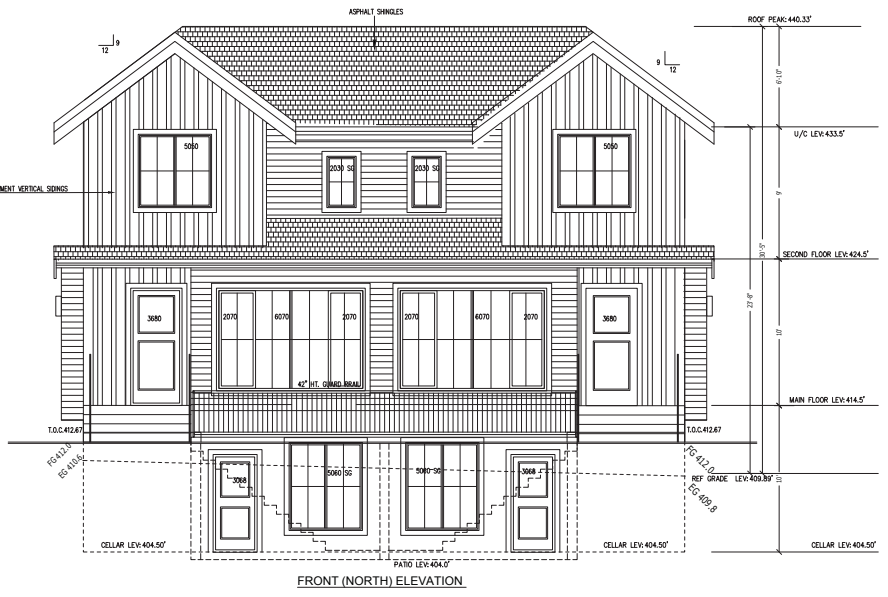 ASPHALT SHINGLES
ROOF PEAK: 440.33'
9
12
9
12
6'-10"
U/C LEV: 433.5'
5050
5050
2030 SG
2030 SG
MENT VERTICAL SIDINGS
9'
30'-5"
SECOND FLOOR LEV: 424.5'
23'-8"
3680
2070
6070
2070
2070
6070
2070
3680
10'
42" HT. GUARD RRAIL
MAIN FLOOR LEV: 414.5'
T.O.C.412.67
T.O.C.412.67
FG 412.0
EG 410.6
FG 412.0
EG 409.8
3068
5060 SG
5060 SG
3068
REF GRADE LEV: 409.89'
10'
CELLAR LEV: 404.50'
CELLAR LEV: 404.50'
CELLAR LEV: 404.50'
PATIO LEV: 404.0'
FRONT (NORTH) ELEVATION